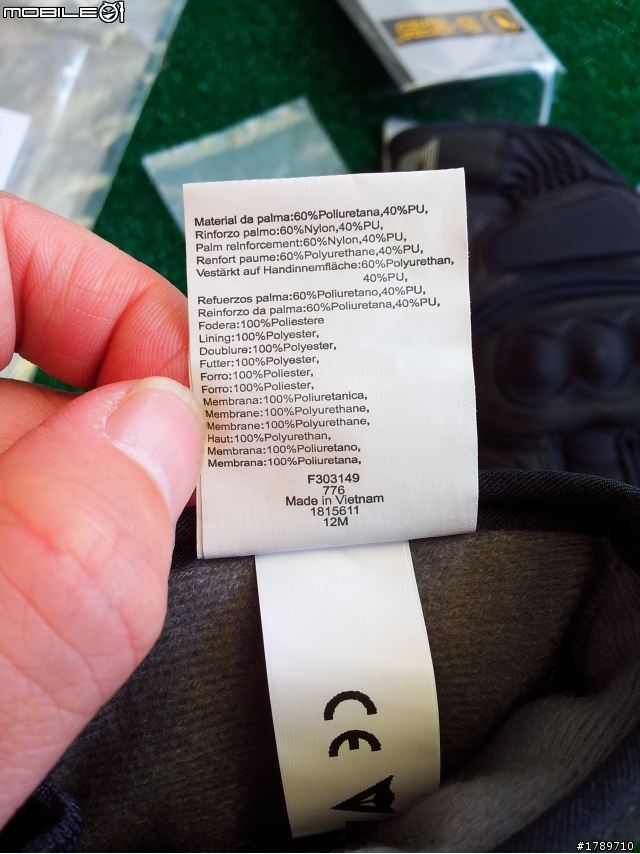 MOBILE01
Material da palma:60%Poliuretana,40%PU,
Rinforzo palmo:60%Nylon,40%PU,
Palm reinforcement:60%Nylon,40%PU,
Renfort paume:60%Polyurethane,40%PU,
Vestärkt auf Handinnemfläche:60%Polyurethan,
40%PU,
Refuerzos palma:60%Poliuretano,40%PU,
Reinforzo da palma:60%Poliuretana,40%PU,
Fodera:100%Poliestere
Lining:100%Polyester,
Doublure:100%Polyester,
Futter:100%Polyester,
Forro:100%Poliester,
Forro:100%Poliester,
Membrana:100%Poliuretanica,
Membrane:100%Polyurethane,
Membrane:100%Polyurethane,
Haut:100%Polyurethan,
Membrana:100%Poliuretano,
Membrana:100%Poliuretana,
F303149
776
Made in Vietnam
1815611
12M
CE
#1789710